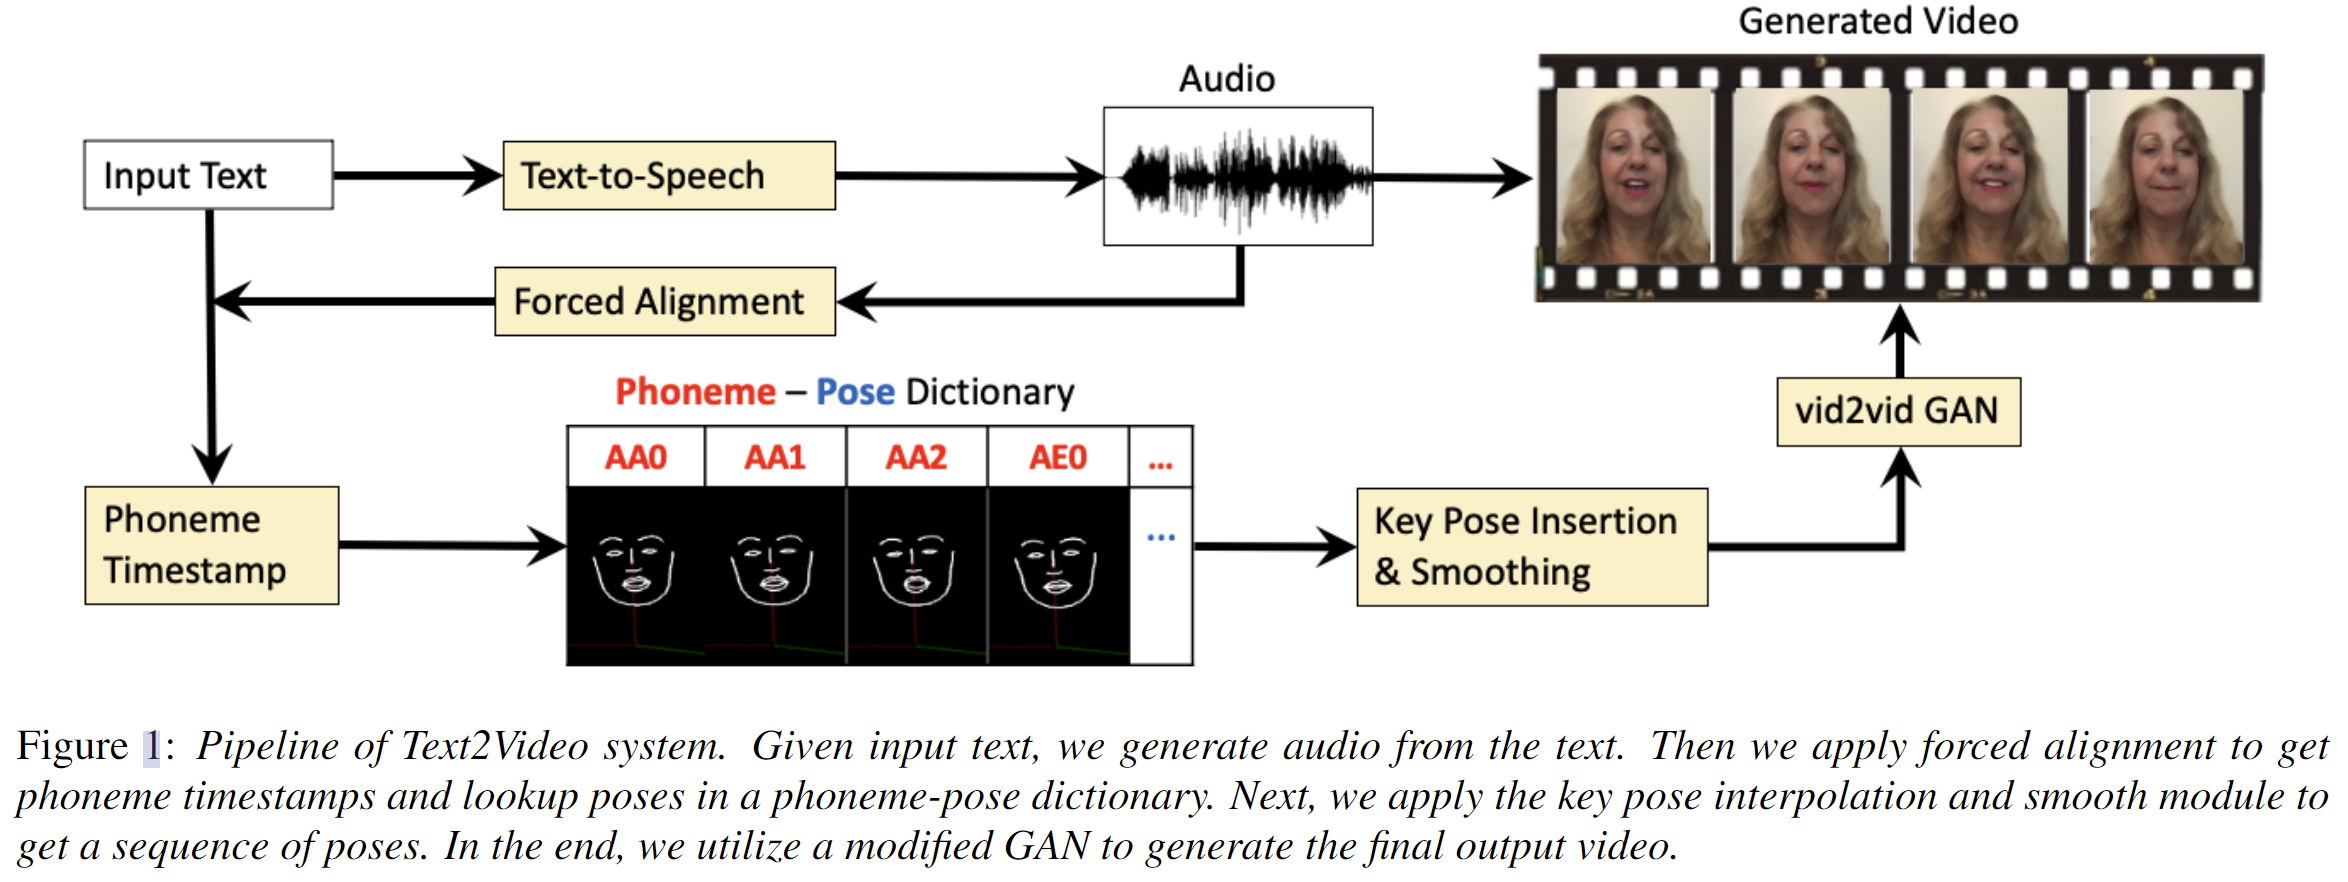 Generated Video
Audio
Input Text
Text-to-Speech
Forced Alignment
Phoneme – Pose Dictionary
AA0 AA1 AA2 AE0 ...
...
vid2vid GAN
Phoneme
Timestamp
Key Pose Insertion
& Smoothing
Figure 1: Pipeline of Text2Video system. Given input text, we generate audio from the text. Then we apply forced alignment to get
phoneme timestamps and lookup poses in a phoneme-pose dictionary. Next, we apply the key pose interpolation and smooth module to
get a sequence of poses. In the end, we utilize a modified GAN to generate the final output video.